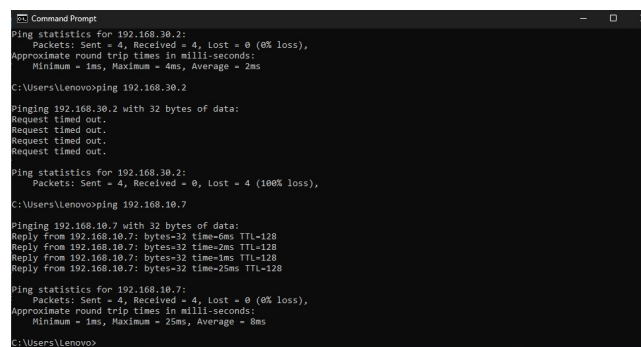 Command Prompt
Ping statistics for 192.168.30.2:
    Packets: Sent = 4, Received = 4, Lost = 0 (0% loss),
Approximate round trip times in milli-seconds:
    Minimum = 1ms, Maximum = 4ms, Average = 2ms
C:\Users\Lenovo>ping 192.168.30.2
Pinging 192.168.30.2 with 32 bytes of data:
Request timed out.
Request timed out.
Request timed out.
Request timed out.
Ping statistics for 192.168.30.2:
    Packets: Sent = 4, Received = 0, Lost = 4 (100% loss),
C:\Users\Lenovo>ping 192.168.10.7
Pinging 192.168.10.7 with 32 bytes of data:
Reply from 192.168.10.7: bytes=32 time=6ms TTL=128
Reply from 192.168.10.7: bytes=32 time=2ms TTL=128
Reply from 192.168.10.7: bytes=32 time=1ms TTL=128
Reply from 192.168.10.7: bytes=32 time=25ms TTL=128
Ping statistics for 192.168.10.7:
    Packets: Sent = 4, Received = 4, Lost = 0 (0% loss),
Approximate round trip times in milli-seconds:
    Minimum = 1ms, Maximum = 25ms, Average = 8ms
C:\Users\Lenovo>